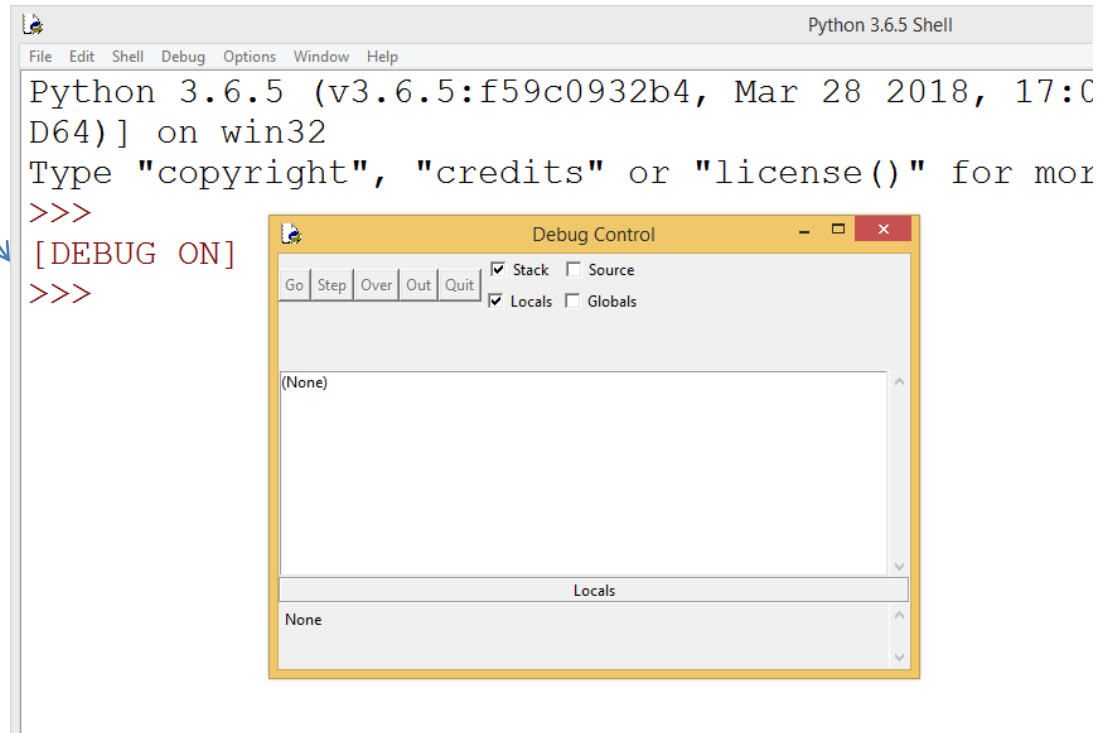 Python 3.6.5 Shell
File Edit Shell Debug Options Window Help
Python 3.6.5 (v3.6.5:f59c0932b4, Mar 28 2018, 17:0
D64)] on win32
Type "copyright", "credits" or "license()" for mor
>>>
[DEBUG ON]
>>>
Debug Control
Go Step Over Out Quit
Stack Source
Locals Globals
(None)
Locals
None